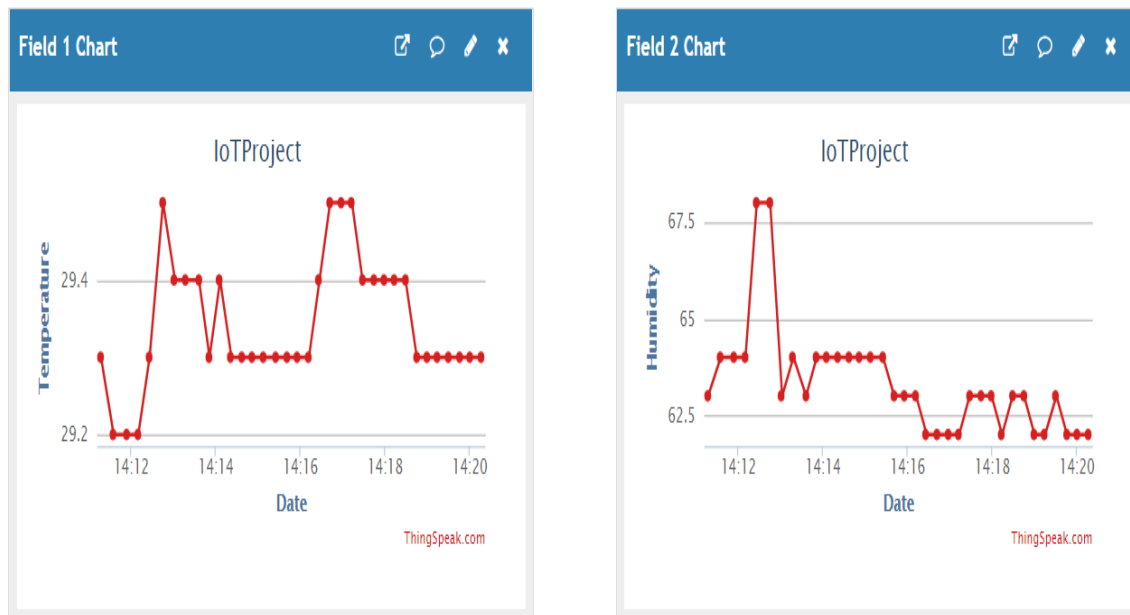 Field 1 Chart
IoTProject
Temperature
29.4
29.2
14:12 14:14 14:16 14:18 14:20
Date
ThingSpeak.com
Field 2 Chart
IoTProject
Humidity
67.5
65
62.5
14:12 14:14 14:16 14:18 14:20
Date
ThingSpeak.com